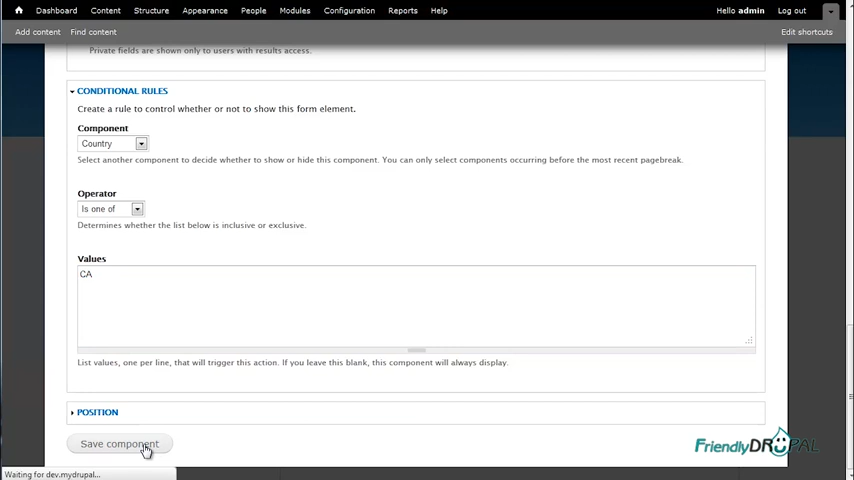 Dashboard Content Structure Appearance People Modules Configuration Reports Help Hello admin Log out
Add content Find content Edit shortcuts
Private fields are shown only to users with results access.
CONDITIONAL RULES
Create a rule to control whether or not to show this form element.
Component
Country
Select another component to decide whether to show or hide this component. You can only select components occurring before the most recent pagebreak.
Operator
Is one of
Determines whether the list below is inclusive or exclusive.
Values
CA
List values, one per line, that will trigger this action. If you leave this blank, this component will always display.
POSITION
Save component
FriendlyDRUPAL
Waiting for dev.mydrupal...